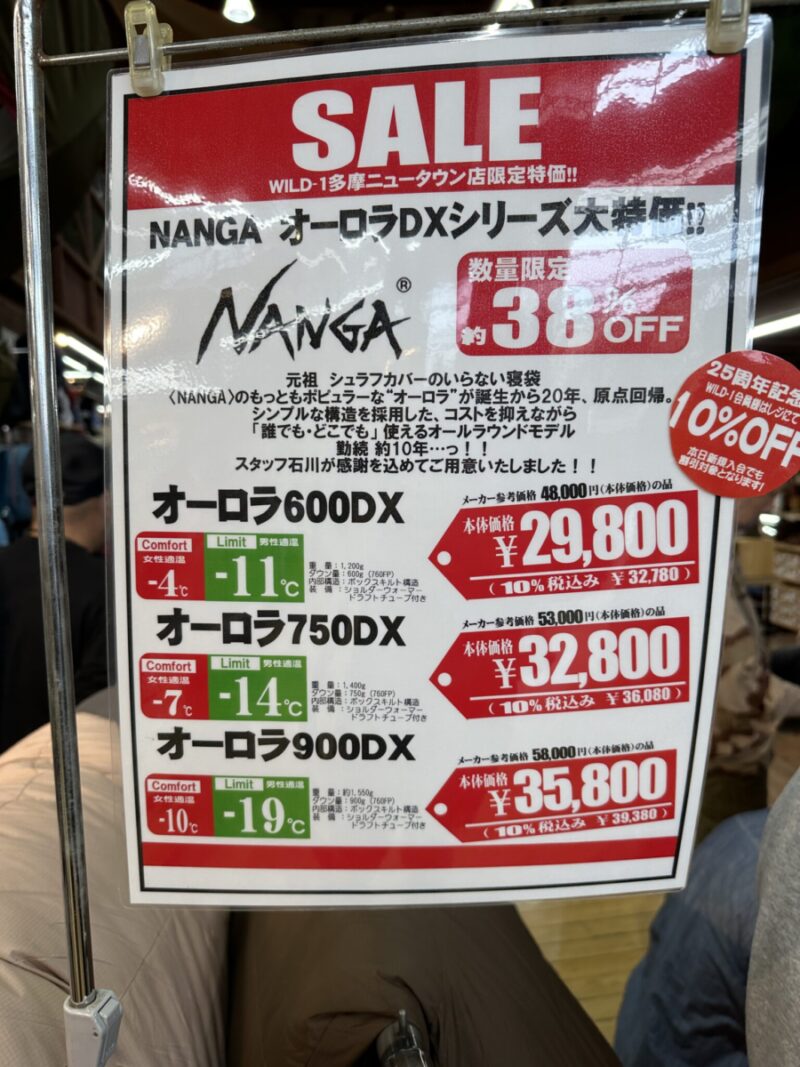 SALE
WILD-1多摩ニュータウン店限定特価!!
NANGA オーロラDXシリーズ大特価!!
NANGA®
数量限定
約38%OFF
元祖 シュラフカバーのいらない寝袋
〈NANGA〉のもっともポピュラーな“オーロラ”が誕生から20年、原点回帰。
シンプルな構造を採用した、コストを抑えながら
「誰でも・どこでも」使えるオールラウンドモデル
勤続 約10年…っ！！
スタッフ石川が感謝を込めてご用意いたしました！！
25周年記念
WILD-1会員様はレジにて
10%OFF
本日新規入会でも
割引対象となります!
オーロラ600DX
Comfort
女性適温
-4℃
Limit 男性適温
-11℃
重 量：1,200g
ダウン量：600g (760FP)
内部構造：ボックスキルト構造
装 備：ショルダーウォーマー
ドラフトチューブ付き
メーカー参考価格 48,000円(本体価格)の品
本体価格
¥29,800
(10%税込み ¥32,780)
オーロラ750DX
Comfort
女性適温
-7℃
Limit 男性適温
-14℃
重 量：1,400g
ダウン量：750g (760FP)
内部構造：ボックスキルト構造
装 備：ショルダーウォーマー
ドラフトチューブ付き
メーカー参考価格 53,000円(本体価格)の品
本体価格
¥32,800
(10%税込み ¥36,080)
オーロラ900DX
Comfort
女性適温
-10℃
Limit 男性適温
-19℃
重 量：約1,550g
ダウン量：900g (760FP)
内部構造：ボックスキルト構造
装 備：ショルダーウォーマー
ドラフトチューブ付き
メーカー参考価格 58,000円(本体価格)の品
本体価格
¥35,800
(10%税込み ¥39,380)